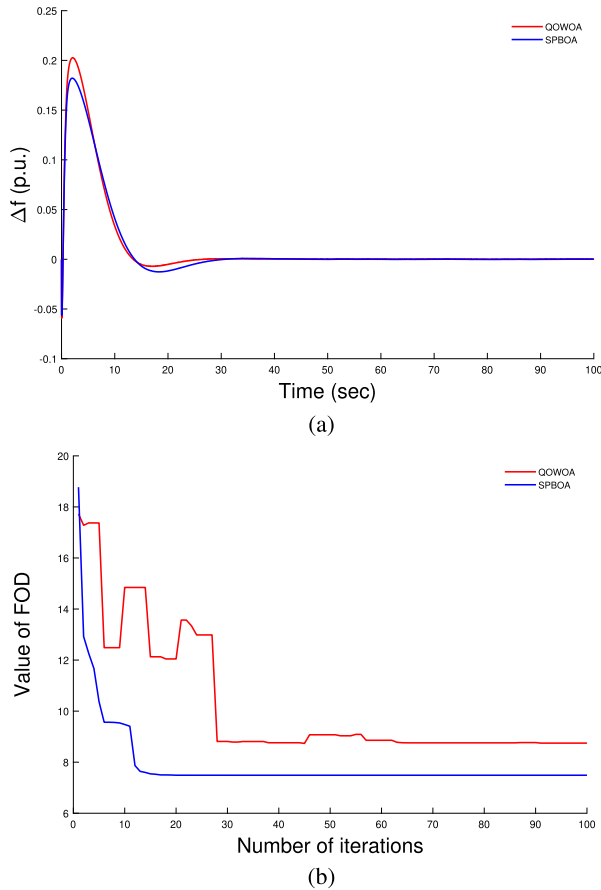 0.25
0.2
0.15
0.1
0.05
0
-0.05
-0.1
Δf (p.u.)
QOWOA
SPBOA
0 10 20 30 40 50 60 70 80 90 100
Time (sec)
(a)
20
18
16
14
12
10
8
6
Value of FOD
QOWOA
SPBOA
0 10 20 30 40 50 60 70 80 90 100
Number of iterations
(b)